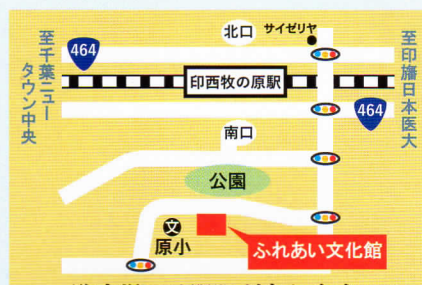 北口
サイゼリヤ
464
至千葉ニュー
タウン中央
印西牧の原駅
至印旛日本医大
464
南口
公園
文
原小
ふれあい文化館